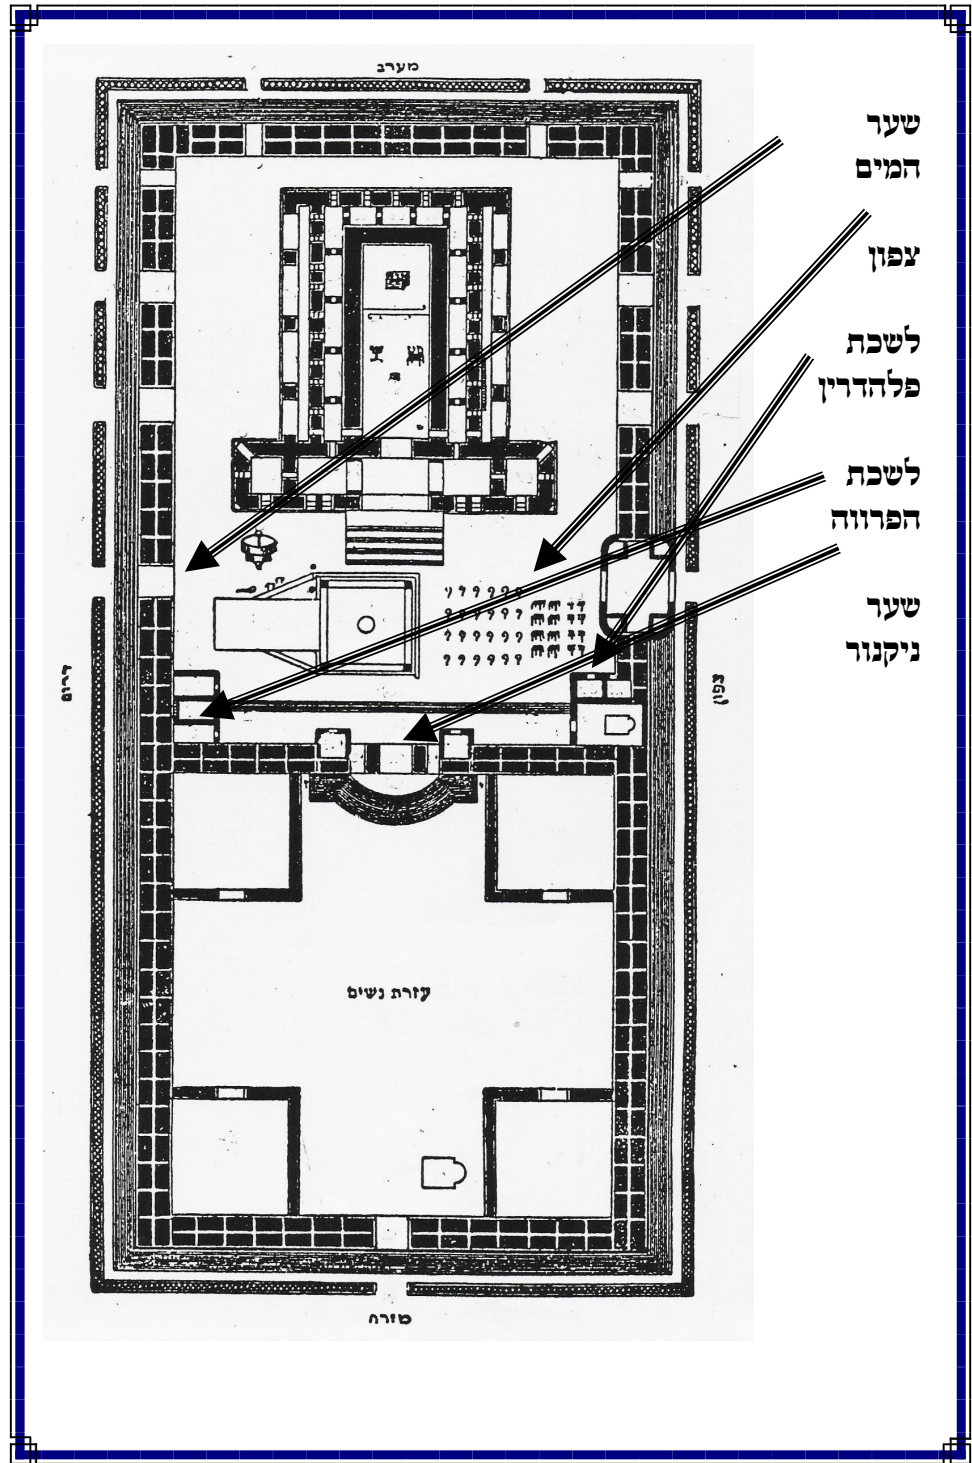 מערב
שער
המים
צפון
לשכת
פלהדרין
לשכת
הפרווה
שער
ניקנור
דרום
צפון
עזרת נשים
מזרח